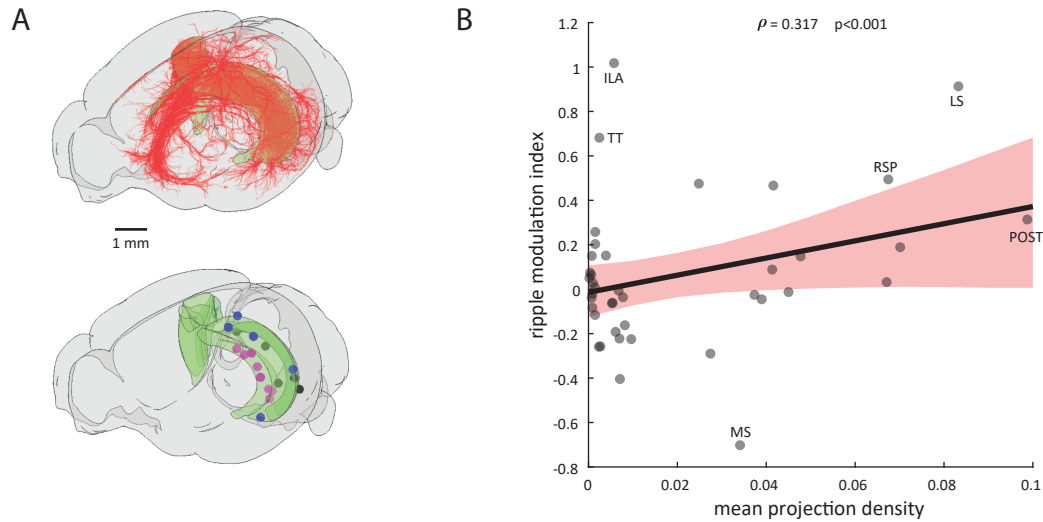 A
1 mm
B
ρ = 0.317 p<0.001
ripple modulation index
1.2
1
0.8
0.6
0.4
0.2
0
-0.2
-0.4
-0.6
-0.8
ILA
LS
TT
RSP
POST
MS
0 0.02 0.04 0.06 0.08 0.1
mean projection density